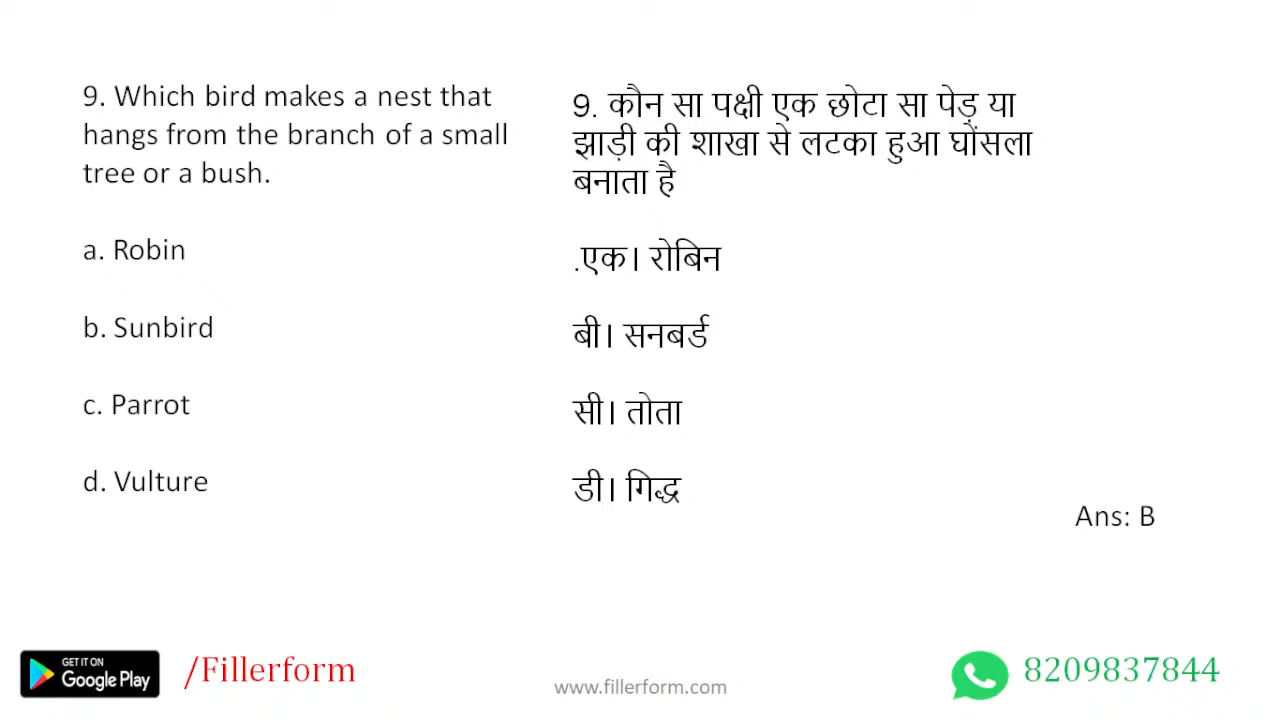 9. Which bird makes a nest that
hangs from the branch of a small
tree or a bush.
a. Robin
b. Sunbird
c. Parrot
d. Vulture
9. कौन सा पक्षी एक छोटा सा पेड़ या
झाड़ी की शाखा से लटका हुआ घोंसला
बनाता है
.एक। रोबिन
बी। सनबर्ड
सी। तोता
डी। गिद्ध
Ans: B
GET IT ON
Google Play
/Fillerform
www.fillerform.com
8209837844